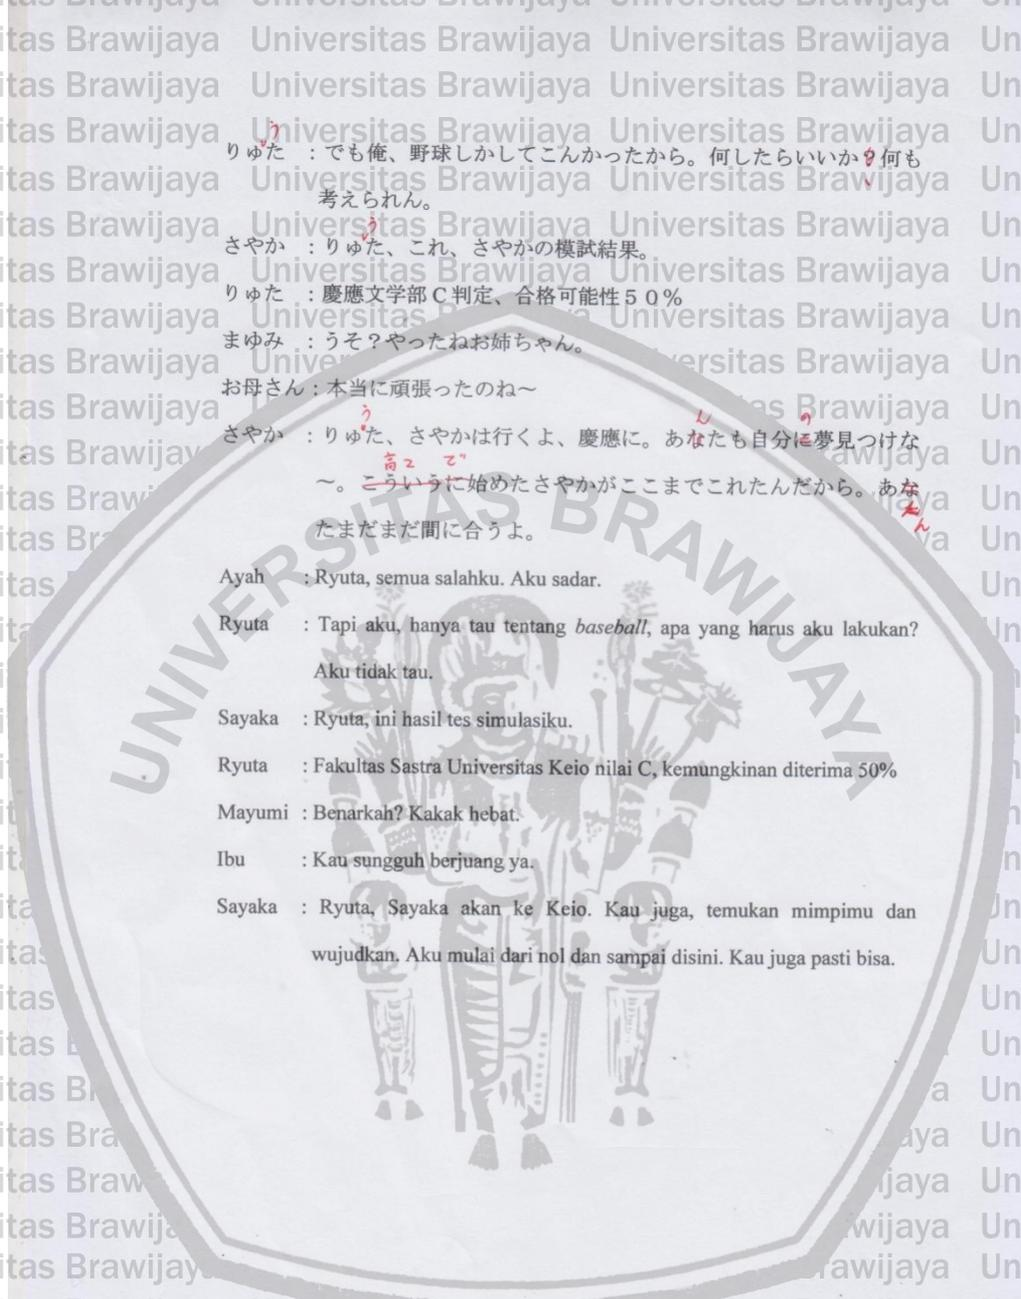 う
りゅた : でも俺、野球しかしてこんかったから。何したらいいか?何も
、
考えられん。
う
さやか : りゅた、これ、さやかの模試結果。
りゅた : 慶應文学部C判定、合格可能性50%
まゆみ : うそ?やったねお姉ちゃん。
お母さん : 本当に頑張ったのね~
う ん の
さやか : りゅた、さやかは行くよ、慶應に。あなたも自分に夢見つけな
高2 で
~。こういうに始めたさやかがここまでこれたんだから。あな
ん
たまだまだ間に合うよ。
Ayah : Ryuta, semua salahku. Aku sadar.
Ryuta : Tapi aku, hanya tau tentang baseball, apa yang harus aku lakukan?
Aku tidak tau.
Sayaka : Ryuta, ini hasil tes simulasiku.
Ryuta : Fakultas Sastra Universitas Keio nilai C, kemungkinan diterima 50%
Mayumi : Benarkah? Kakak hebat.
Ibu : Kau sungguh berjuang ya.
Sayaka : Ryuta, Sayaka akan ke Keio. Kau juga, temukan mimpimu dan
wujudkan. Aku mulai dari nol dan sampai disini. Kau juga pasti bisa.
UNIVERSITAS BRAWIJAYA